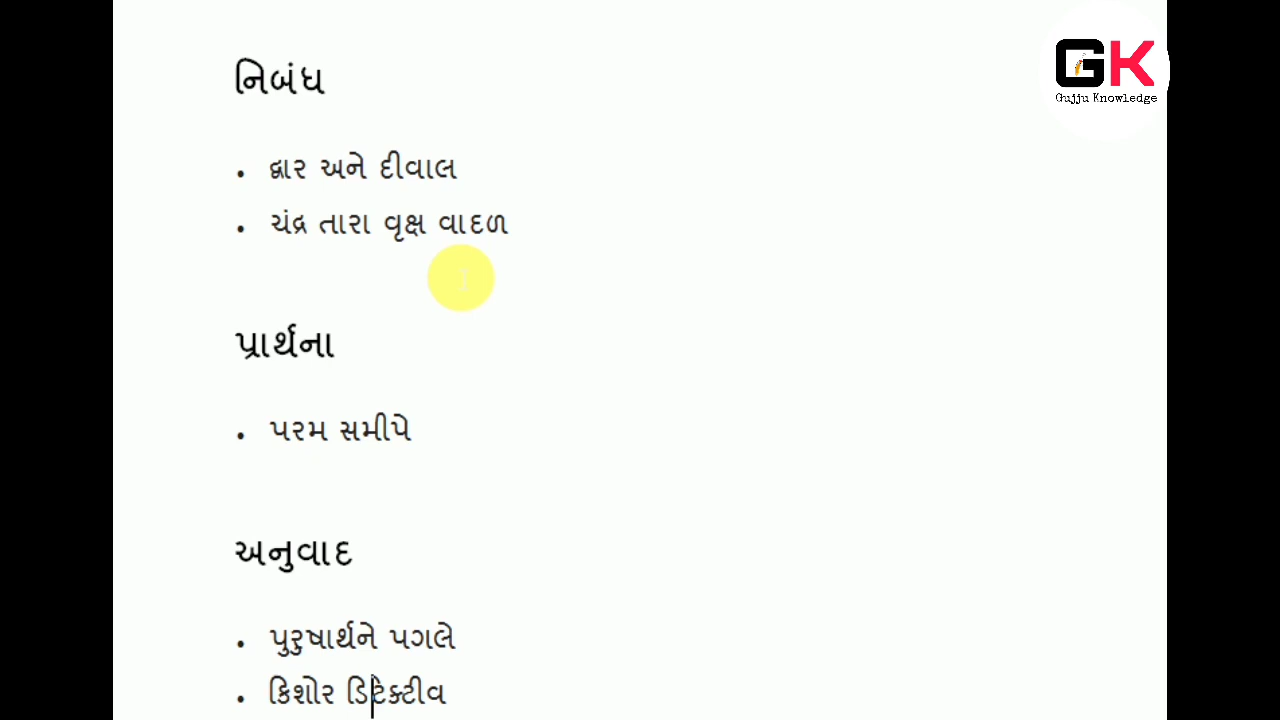 GK
Gujju Knowledge
નિબંધ
• દ્વાર અને દીવાલ
• ચંદ્ર તારા વૃક્ષ વાદળ
પ્રાર્થના
• પરમ સમીપે
અનુવાદ
• પુરુષાર્થને પગલે
• કિશોર ડિટેક્ટીવ